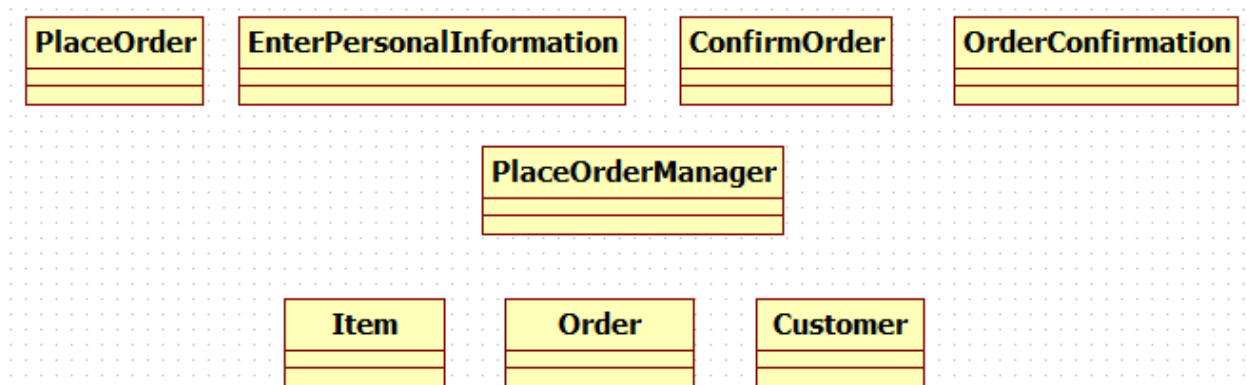 PlaceOrder EnterPersonalInformation ConfirmOrder OrderConfirmation
PlaceOrderManager
Item Order Customer